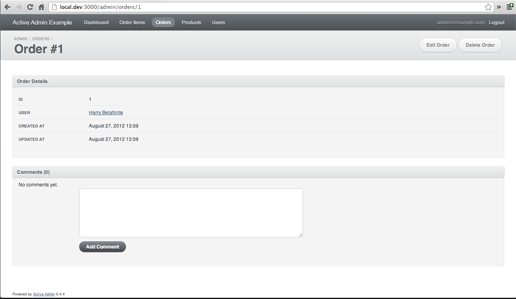 local.dev:3000/admin/orders/1
Active Admin Example Dashboard Order Items Orders Products Users admin@example.com Logout
ADMIN / ORDERS /
Order #1
Edit Order Delete Order
Order Details
ID 1
USER Harry Belafonte
CREATED AT August 27, 2012 13:59
UPDATED AT August 27, 2012 13:59
Comments (0)
No comments yet.
Add Comment
Powered by Active Admin 0.4.4